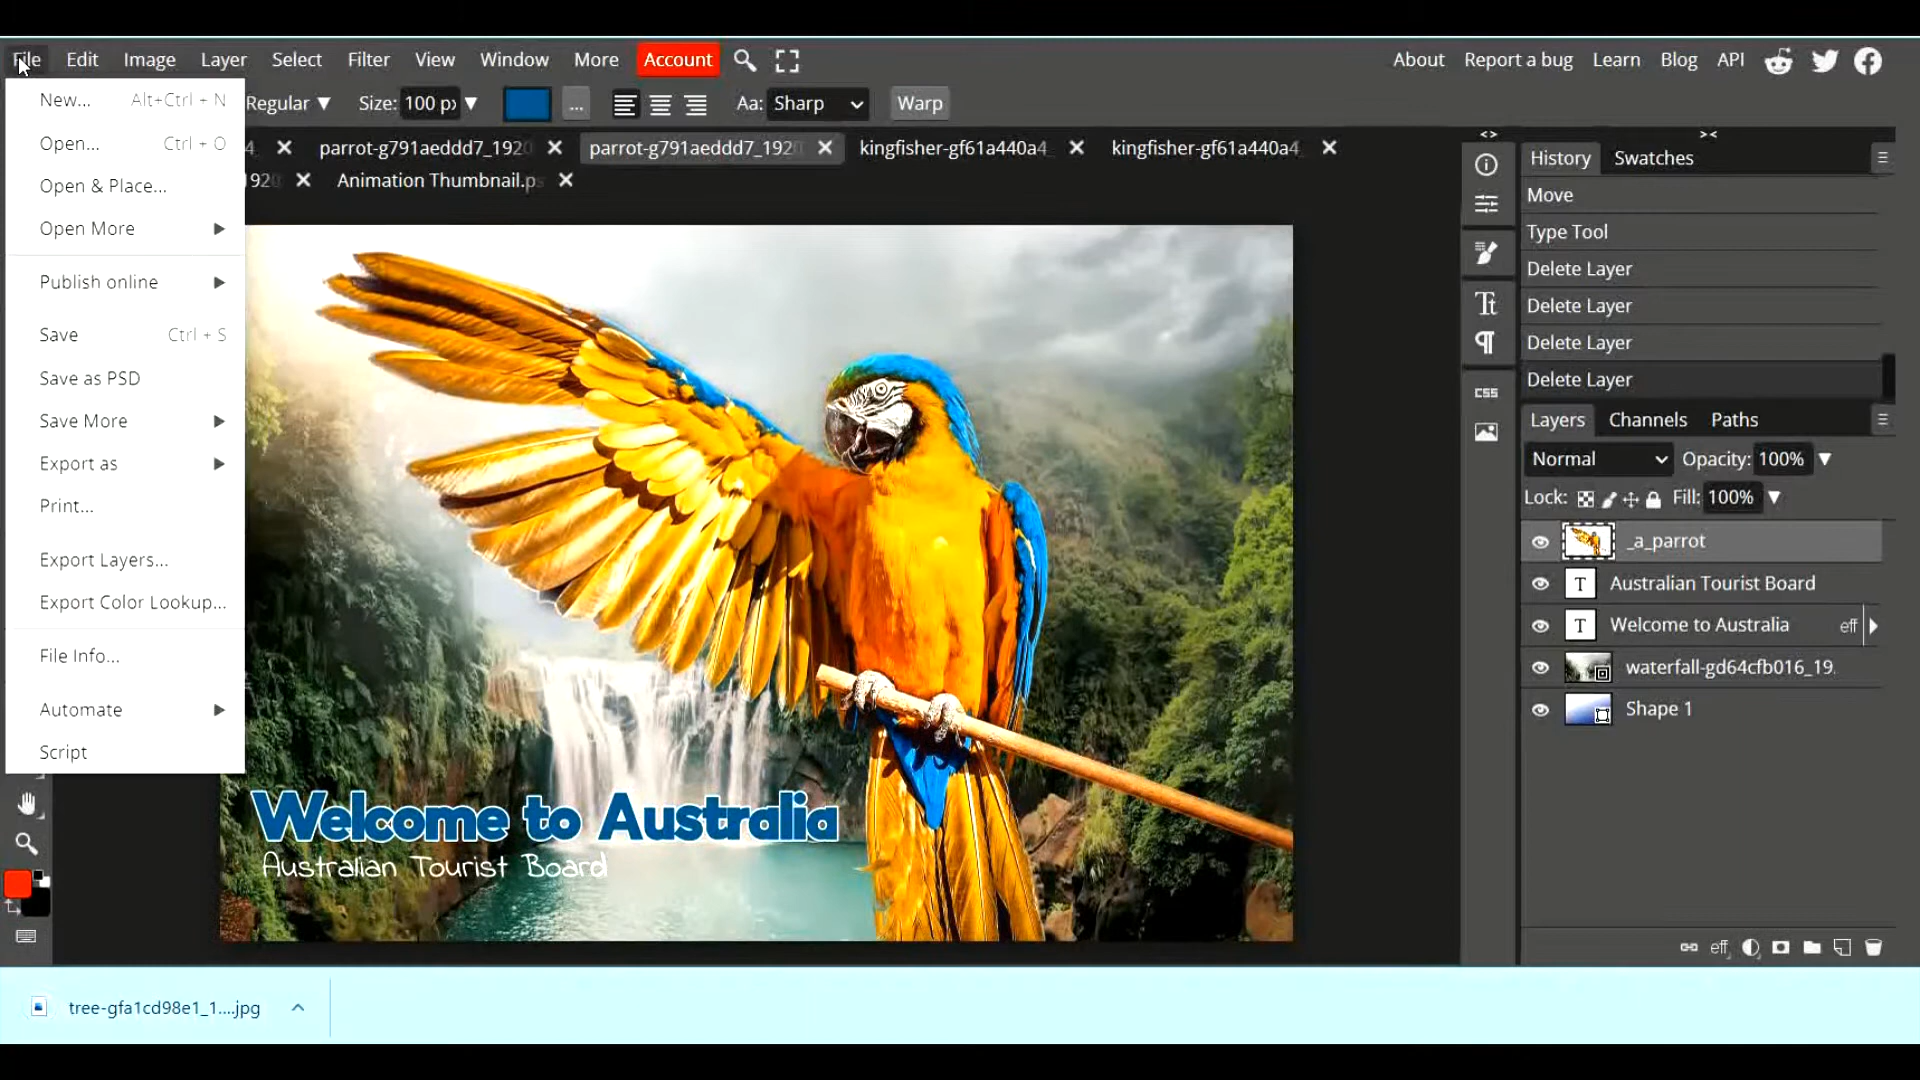 File Edit Image Layer Select Filter View Window More Account About Report a bug Learn Blog API
Regular Size: 100 px ... Aa: Sharp Warp
4 parrot-g791aeddd7_1920 parrot-g791aeddd7_1920 kingfisher-gf61a440a4 kingfisher-gf61a440a4
1920 Animation Thumbnail.ps
New... Alt+Ctrl + N
Open... Ctrl + O
Open & Place...
Open More
Publish online
Save Ctrl + S
Save as PSD
Save More
Export as
Print...
Export Layers...
Export Color Lookup...
File Info...
Automate
Script
Welcome to Australia
Australian Tourist Board
CSS
History Swatches
Move
Type Tool
Delete Layer
Delete Layer
Delete Layer
Delete Layer
Layers Channels Paths
Normal Opacity: 100%
Lock: Fill: 100%
_a_parrot
T Australian Tourist Board
T Welcome to Australia eff
waterfall-gd64cfb016_19.
Shape 1
eff
tree-gfa1cd98e1_1....jpg